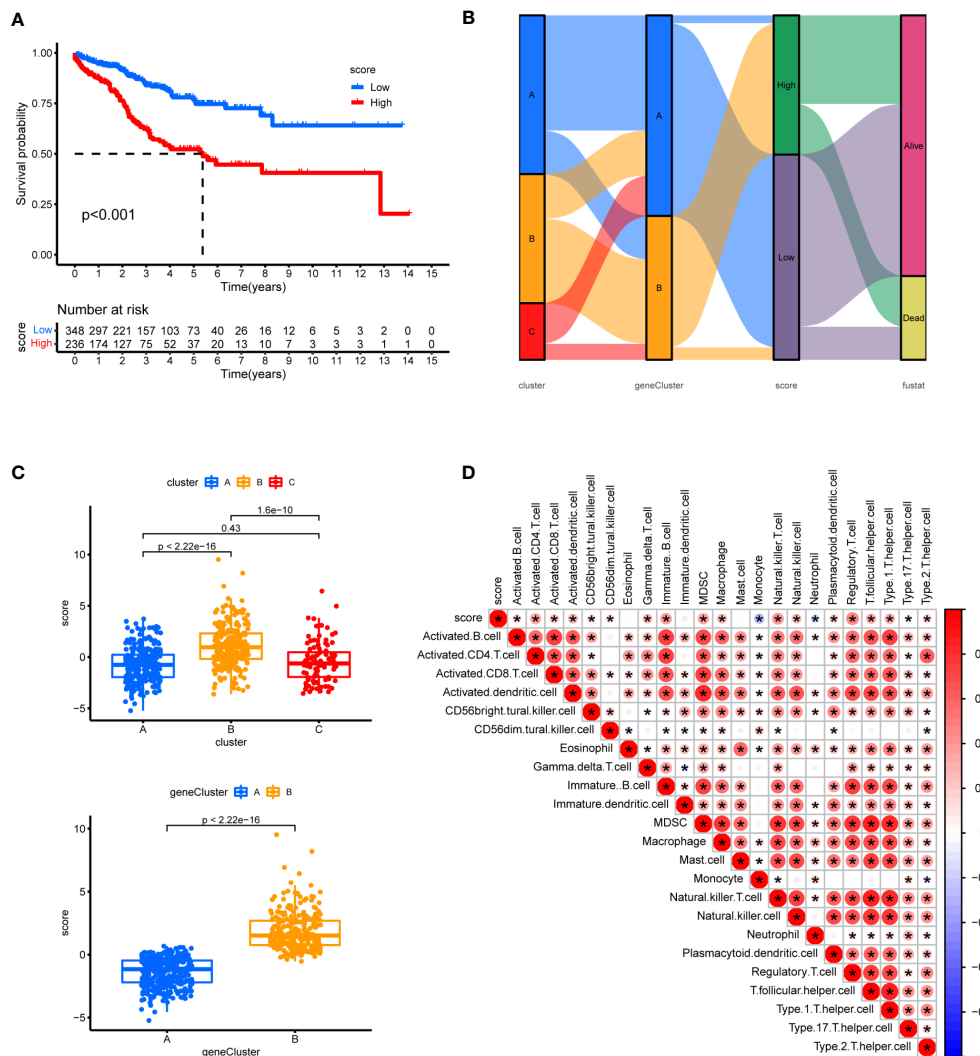 A
score
Low
High
Survival probability
1.00
0.75
0.50
0.25
0.00
p<0.001
0 1 2 3 4 5 6 7 8 9 10 11 12 13 14 15
Time(years)
Number at risk
score
Low 348 297 221 157 103 73 40 26 16 12 6 5 3 2 0 0
High 236 174 127 75 52 37 20 13 10 7 3 3 3 1 1 0
0 1 2 3 4 5 6 7 8 9 10 11 12 13 14 15
Time(years)
B
A
B
C
A
B
High
Low
Alive
Dead
cluster geneCluster score fustat
C
cluster A B C
1.6e-10
0.43
p < 2.22e-16
score
10
5
0
−5
A B C
cluster
geneCluster A B
p < 2.22e-16
score
10
5
0
−5
A B
geneCluster
D
score
Activated.B.cell
Activated.CD4.T.cell
Activated.CD8.T.cell
Activated.dendritic.cell
CD56bright.tural.killer.cell
CD56dim.tural.killer.cell
Eosinophil
Gamma.delta.T.cell
Immature..B.cell
Immature.dendritic.cell
MDSC
Macrophage
Mast.cell
Monocyte
Natural.killer.T.cell
Natural.killer.cell
Neutrophil
Plasmacytoid.dendritic.cell
Regulatory.T.cell
T.follicular.helper.cell
Type.1.T.helper.cell
Type.17.T.helper.cell
Type.2.T.helper.cell
score
Activated.B.cell
Activated.CD4.T.cell
Activated.CD8.T.cell
Activated.dendritic.cell
CD56bright.tural.killer.cell
CD56dim.tural.killer.cell
Eosinophil
Gamma.delta.T.cell
Immature..B.cell
Immature.dendritic.cell
MDSC
Macrophage
Mast.cell
Monocyte
Natural.killer.T.cell
Natural.killer.cell
Neutrophil
Plasmacytoid.dendritic.cell
Regulatory.T.cell
T.follicular.helper.cell
Type.1.T.helper.cell
Type.17.T.helper.cell
Type.2.T.helper.cell